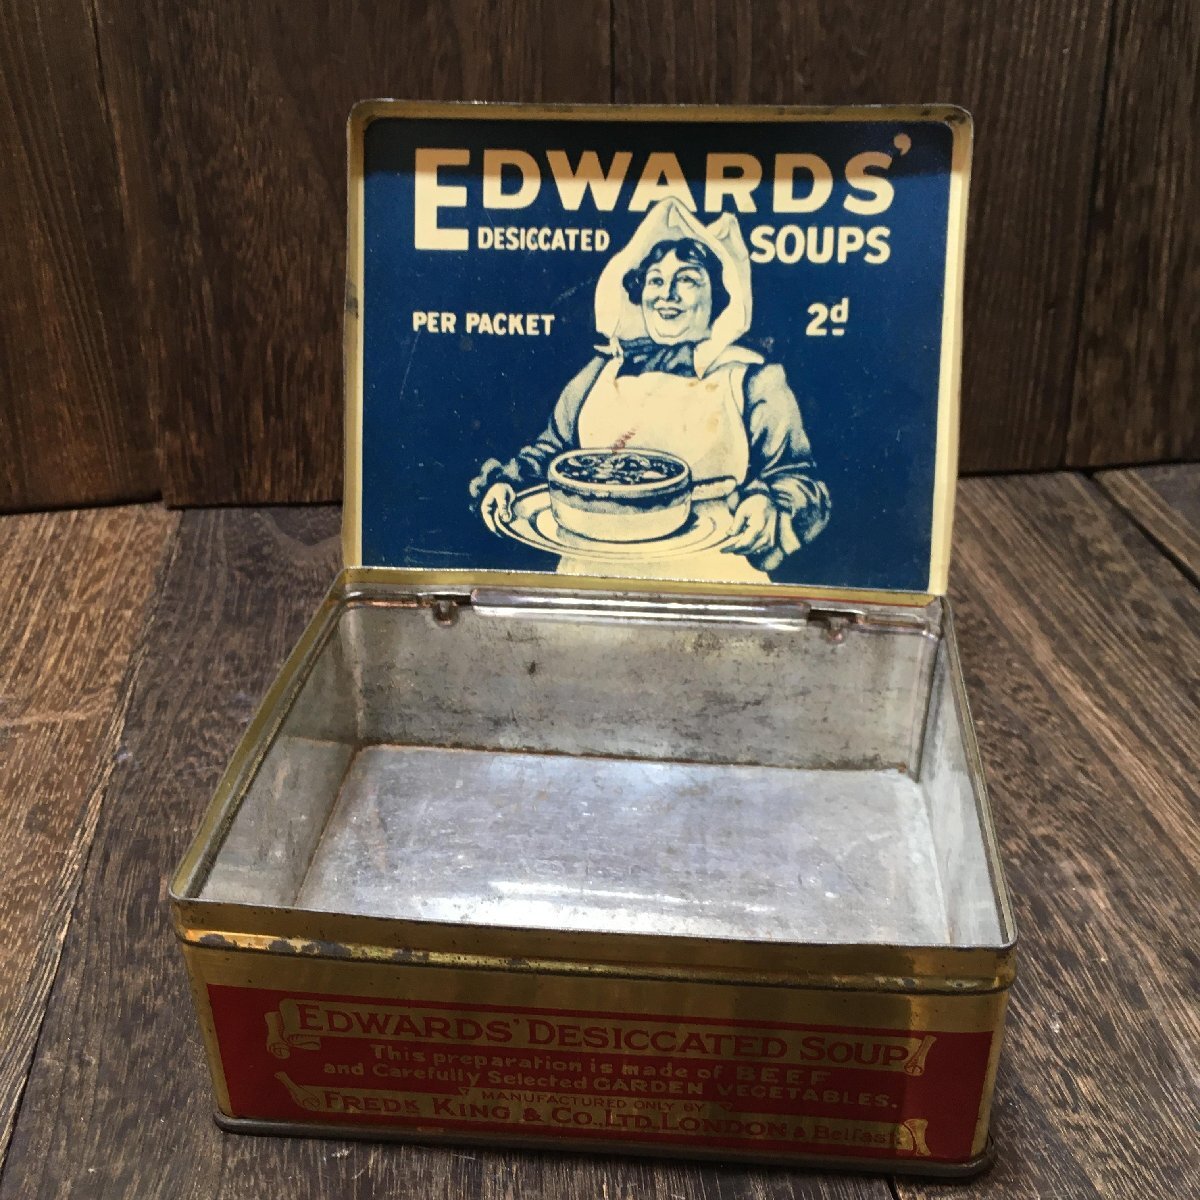 EDWARDS'
DESICCATED SOUPS
PER PACKET 2d
EDWARDS' DESICCATED SOUP
This preparation is made of BEEF
and Carefully Selected GARDEN VEGETABLES.
MANUFACTURED ONLY BY
FREDK KING & CO., LTD. LONDON & Belfast.